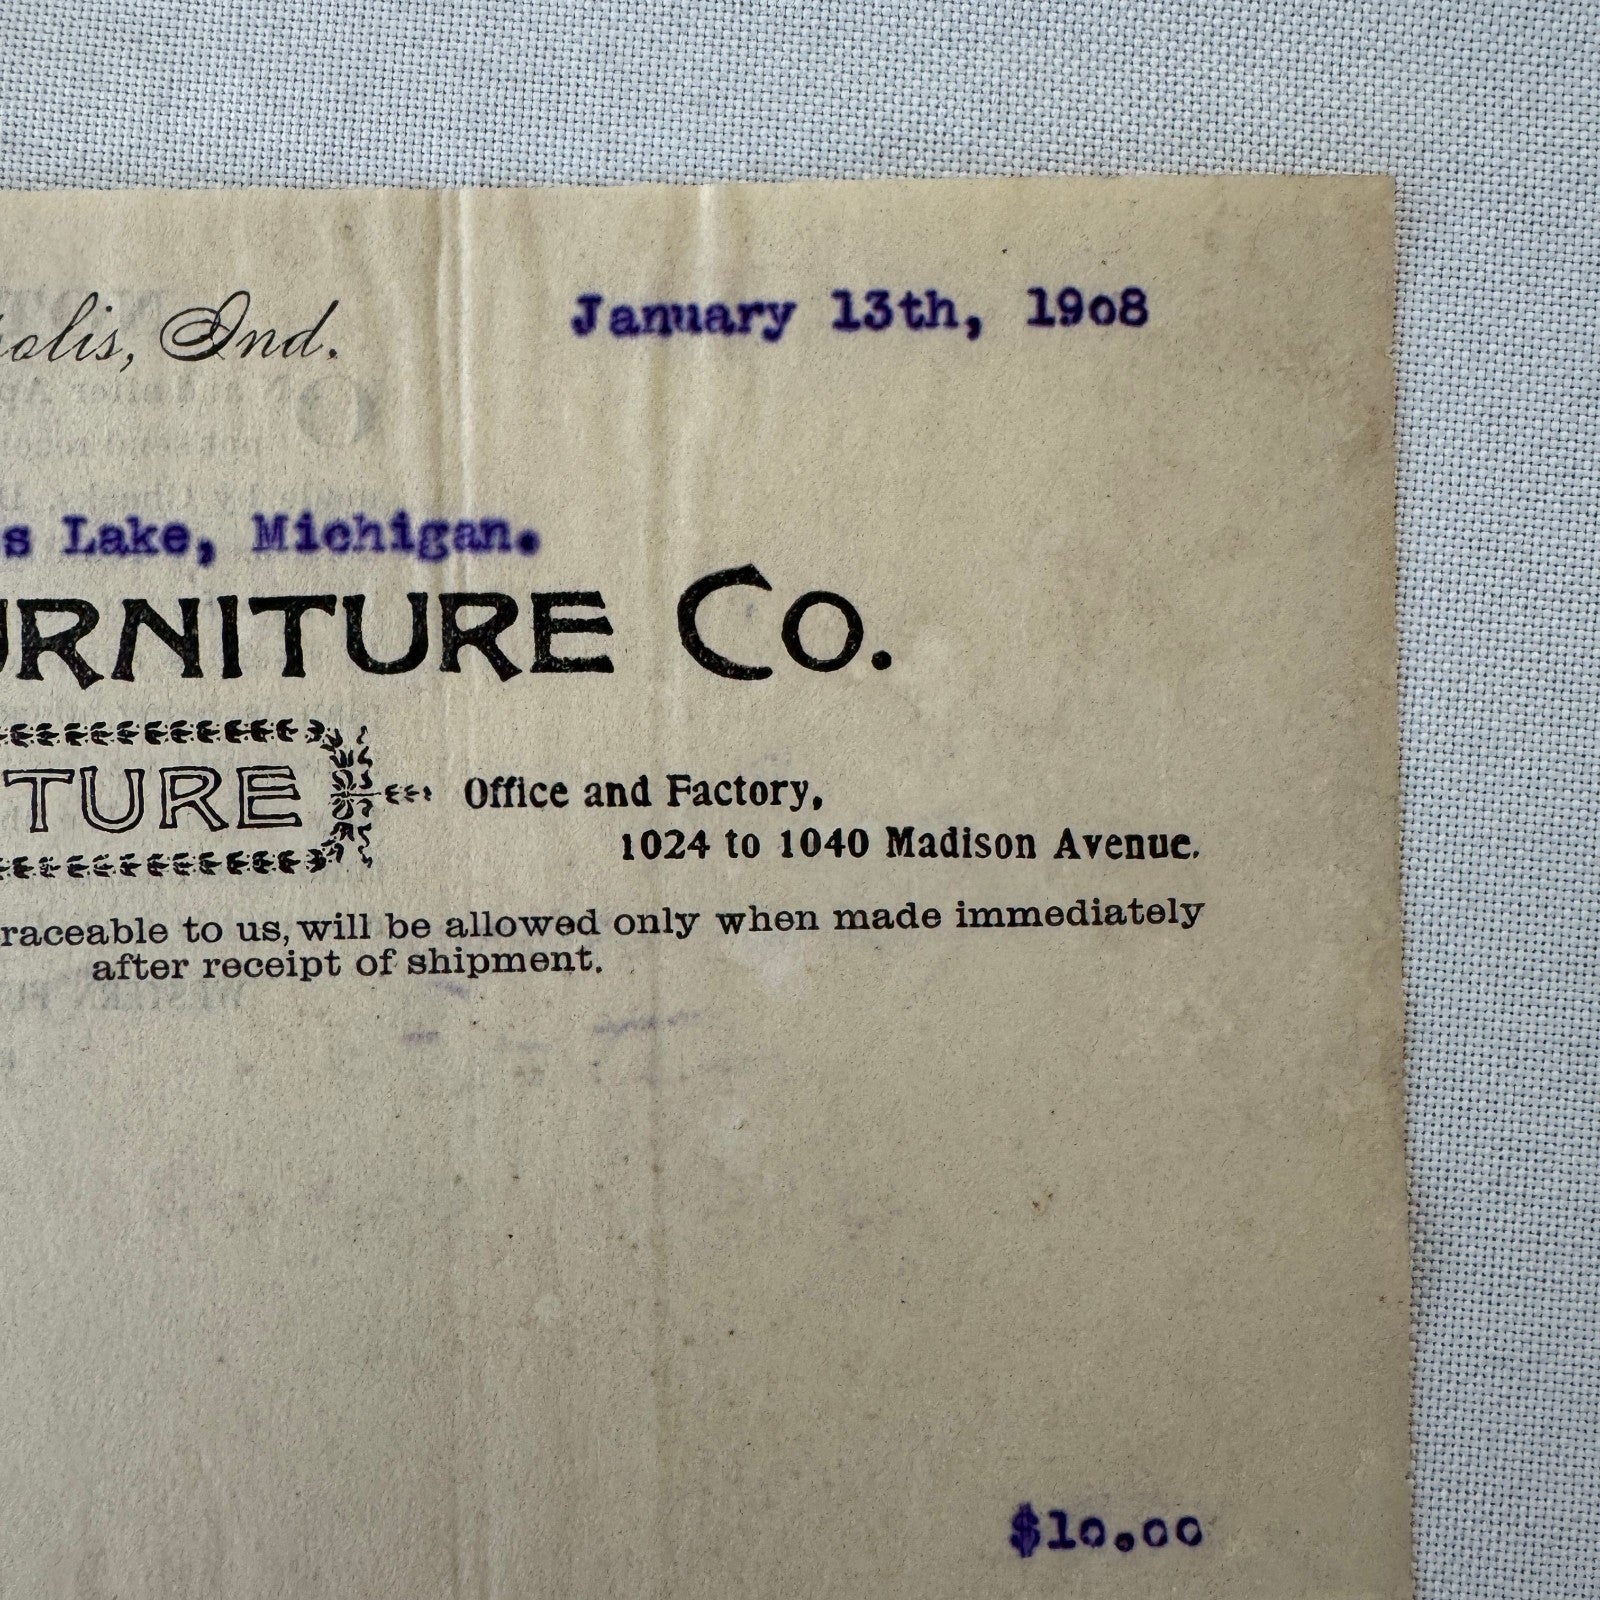 olis, Ind.
January 13th, 1908
s Lake, Michigan.
URNITURE CO.
TURE
Office and Factory,
1024 to 1040 Madison Avenue.
raceable to us, will be allowed only when made immediately
after receipt of shipment.
$10.00